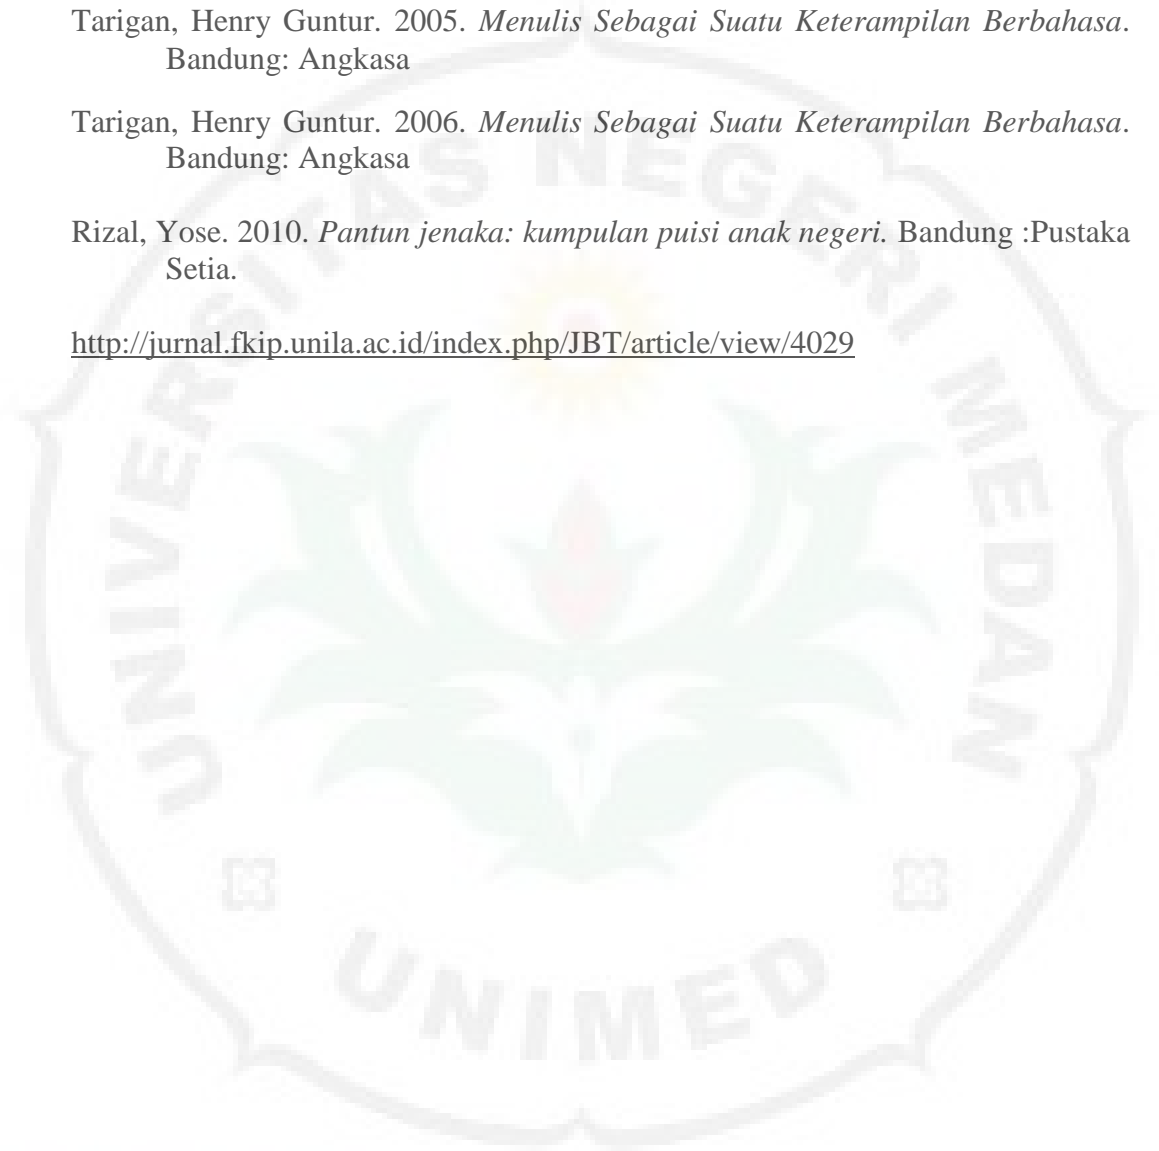 Tarigan, Henry Guntur. 2005. Menulis Sebagai Suatu Keterampilan Berbahasa.
Bandung: Angkasa
Tarigan, Henry Guntur. 2006. Menulis Sebagai Suatu Keterampilan Berbahasa.
Bandung: Angkasa
Rizal, Yose. 2010. Pantun jenaka: kumpulan puisi anak negeri. Bandung :Pustaka
Setia.
http://jurnal.fkip.unila.ac.id/index.php/JBT/article/view/4029
UNIVERSITAS NEGERI MEDAN
UNIMED